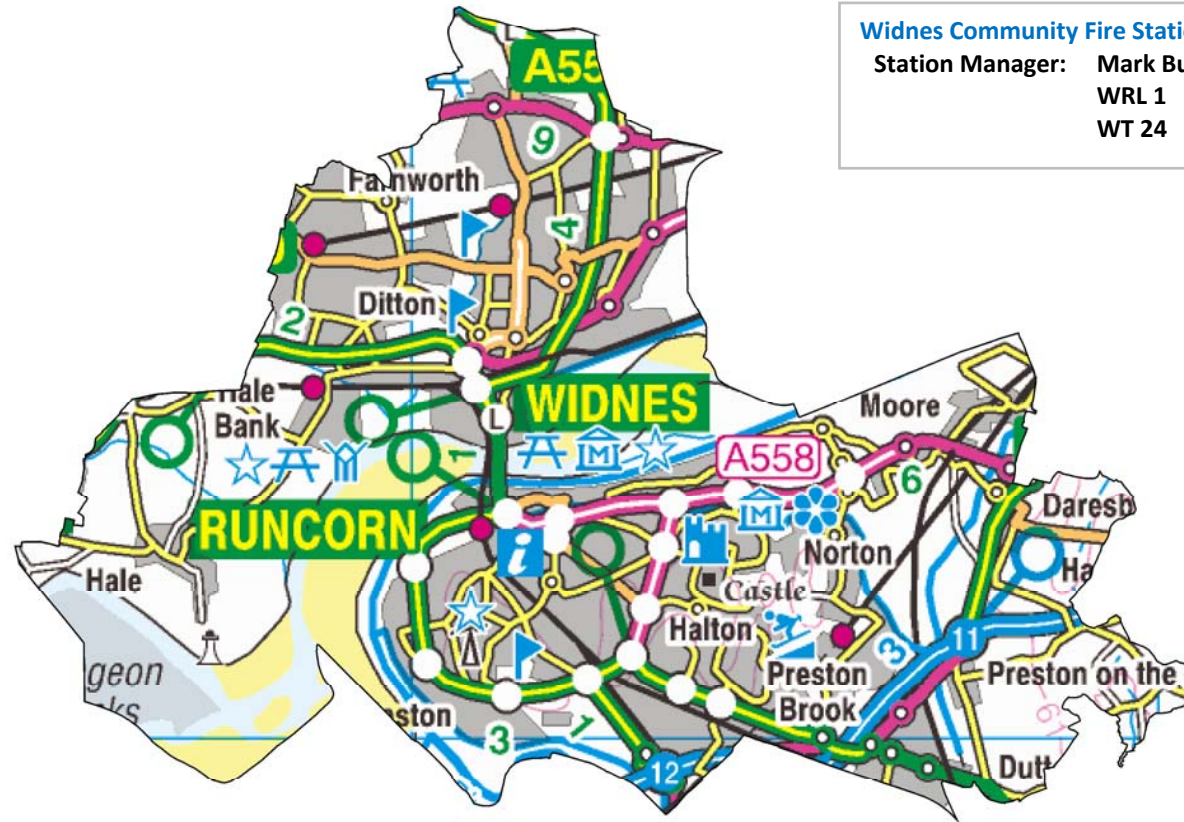 Widnes Community Fire
Station Manager: Mark
WRL 1
WT 24
A55
9
Farnworth
4
Ditton
2
Hale
Bank
WIDNES
L
1
Moore
A558
6
RUNCORN
Daresb
i
M
M
Norton
Hale
Castle
Halton
3
11
Preston
Brook
Preston on the
geon
ks
ston
3
1
12
Dutt
61